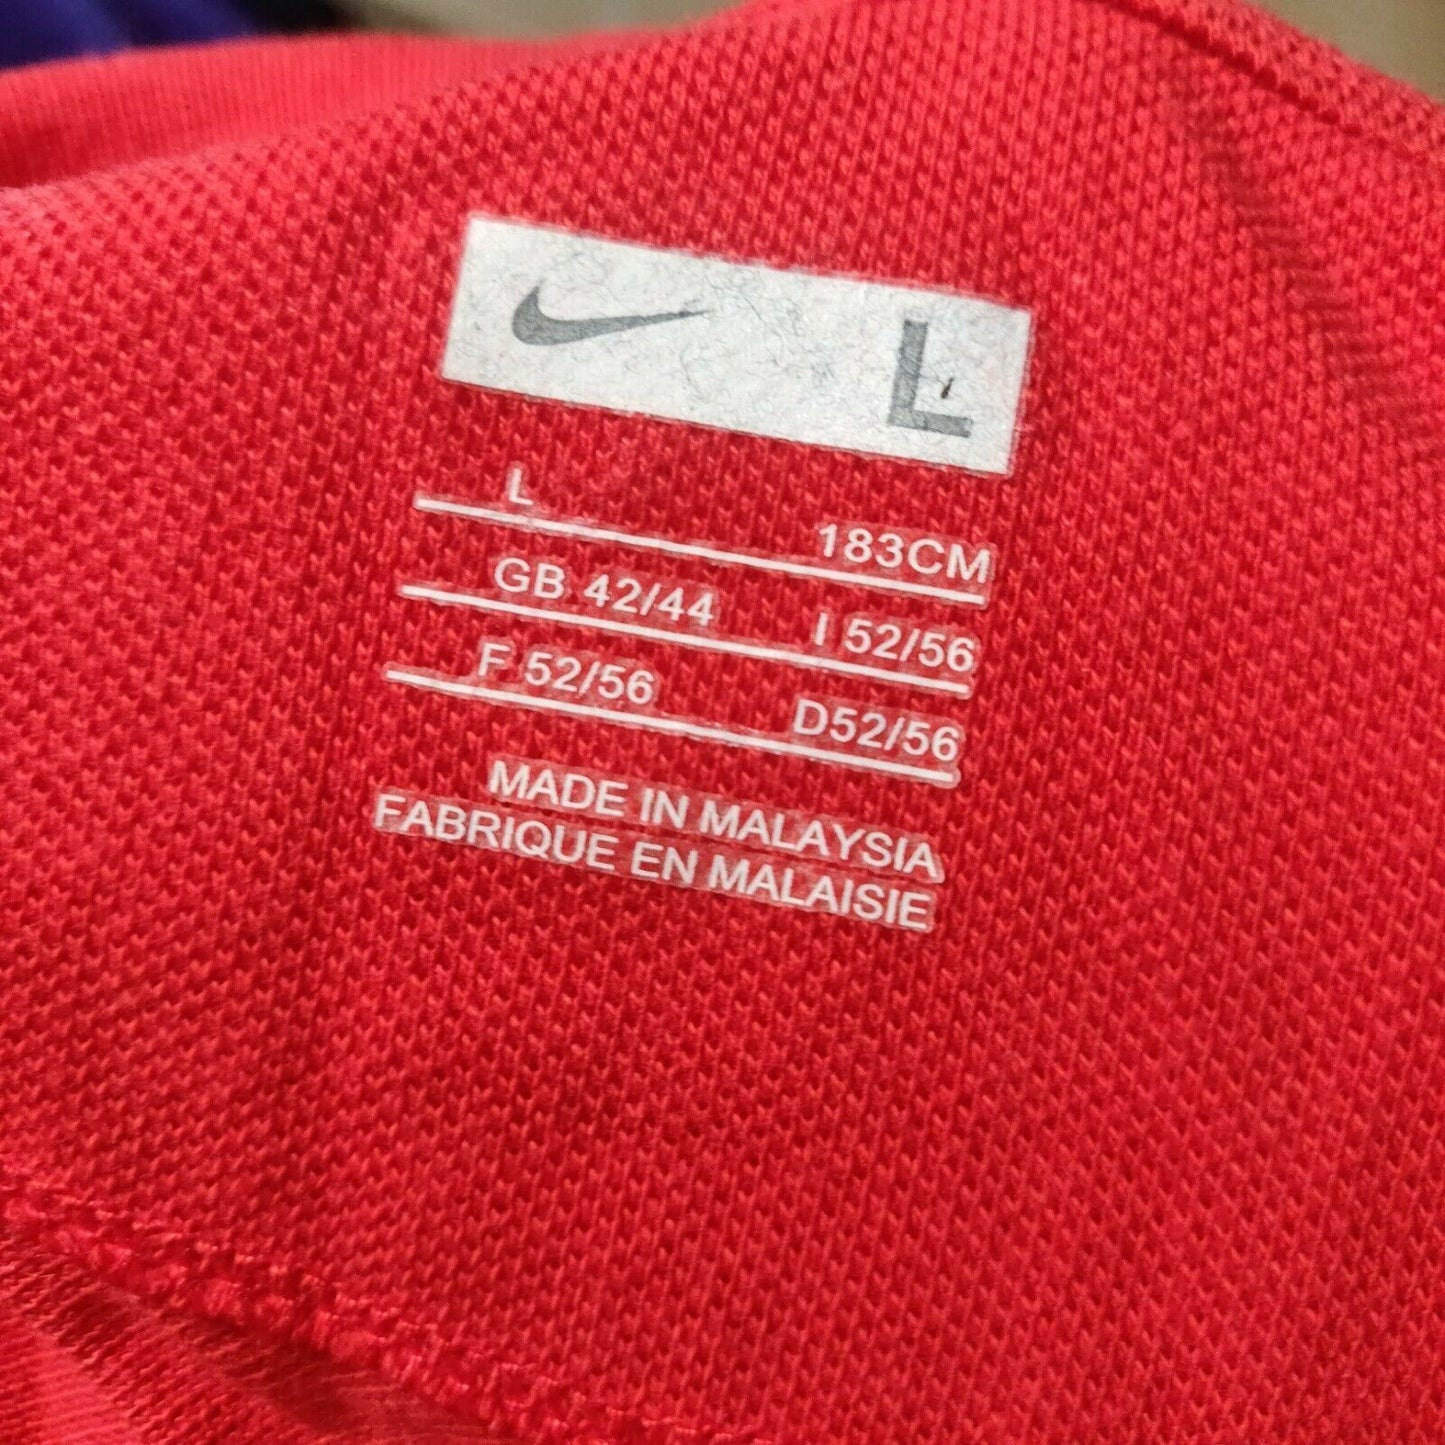 L
L 183CM
GB 42/44 I 52/56
F 52/56 D52/56
MADE IN MALAYSIA
FABRIQUE EN MALAISIE